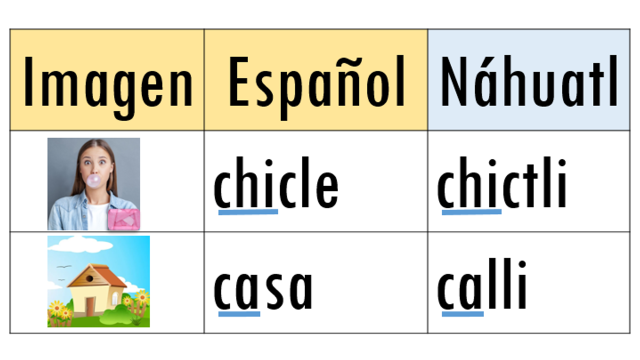 Imagen Español Náhuatl
chicle chictli
casa calli